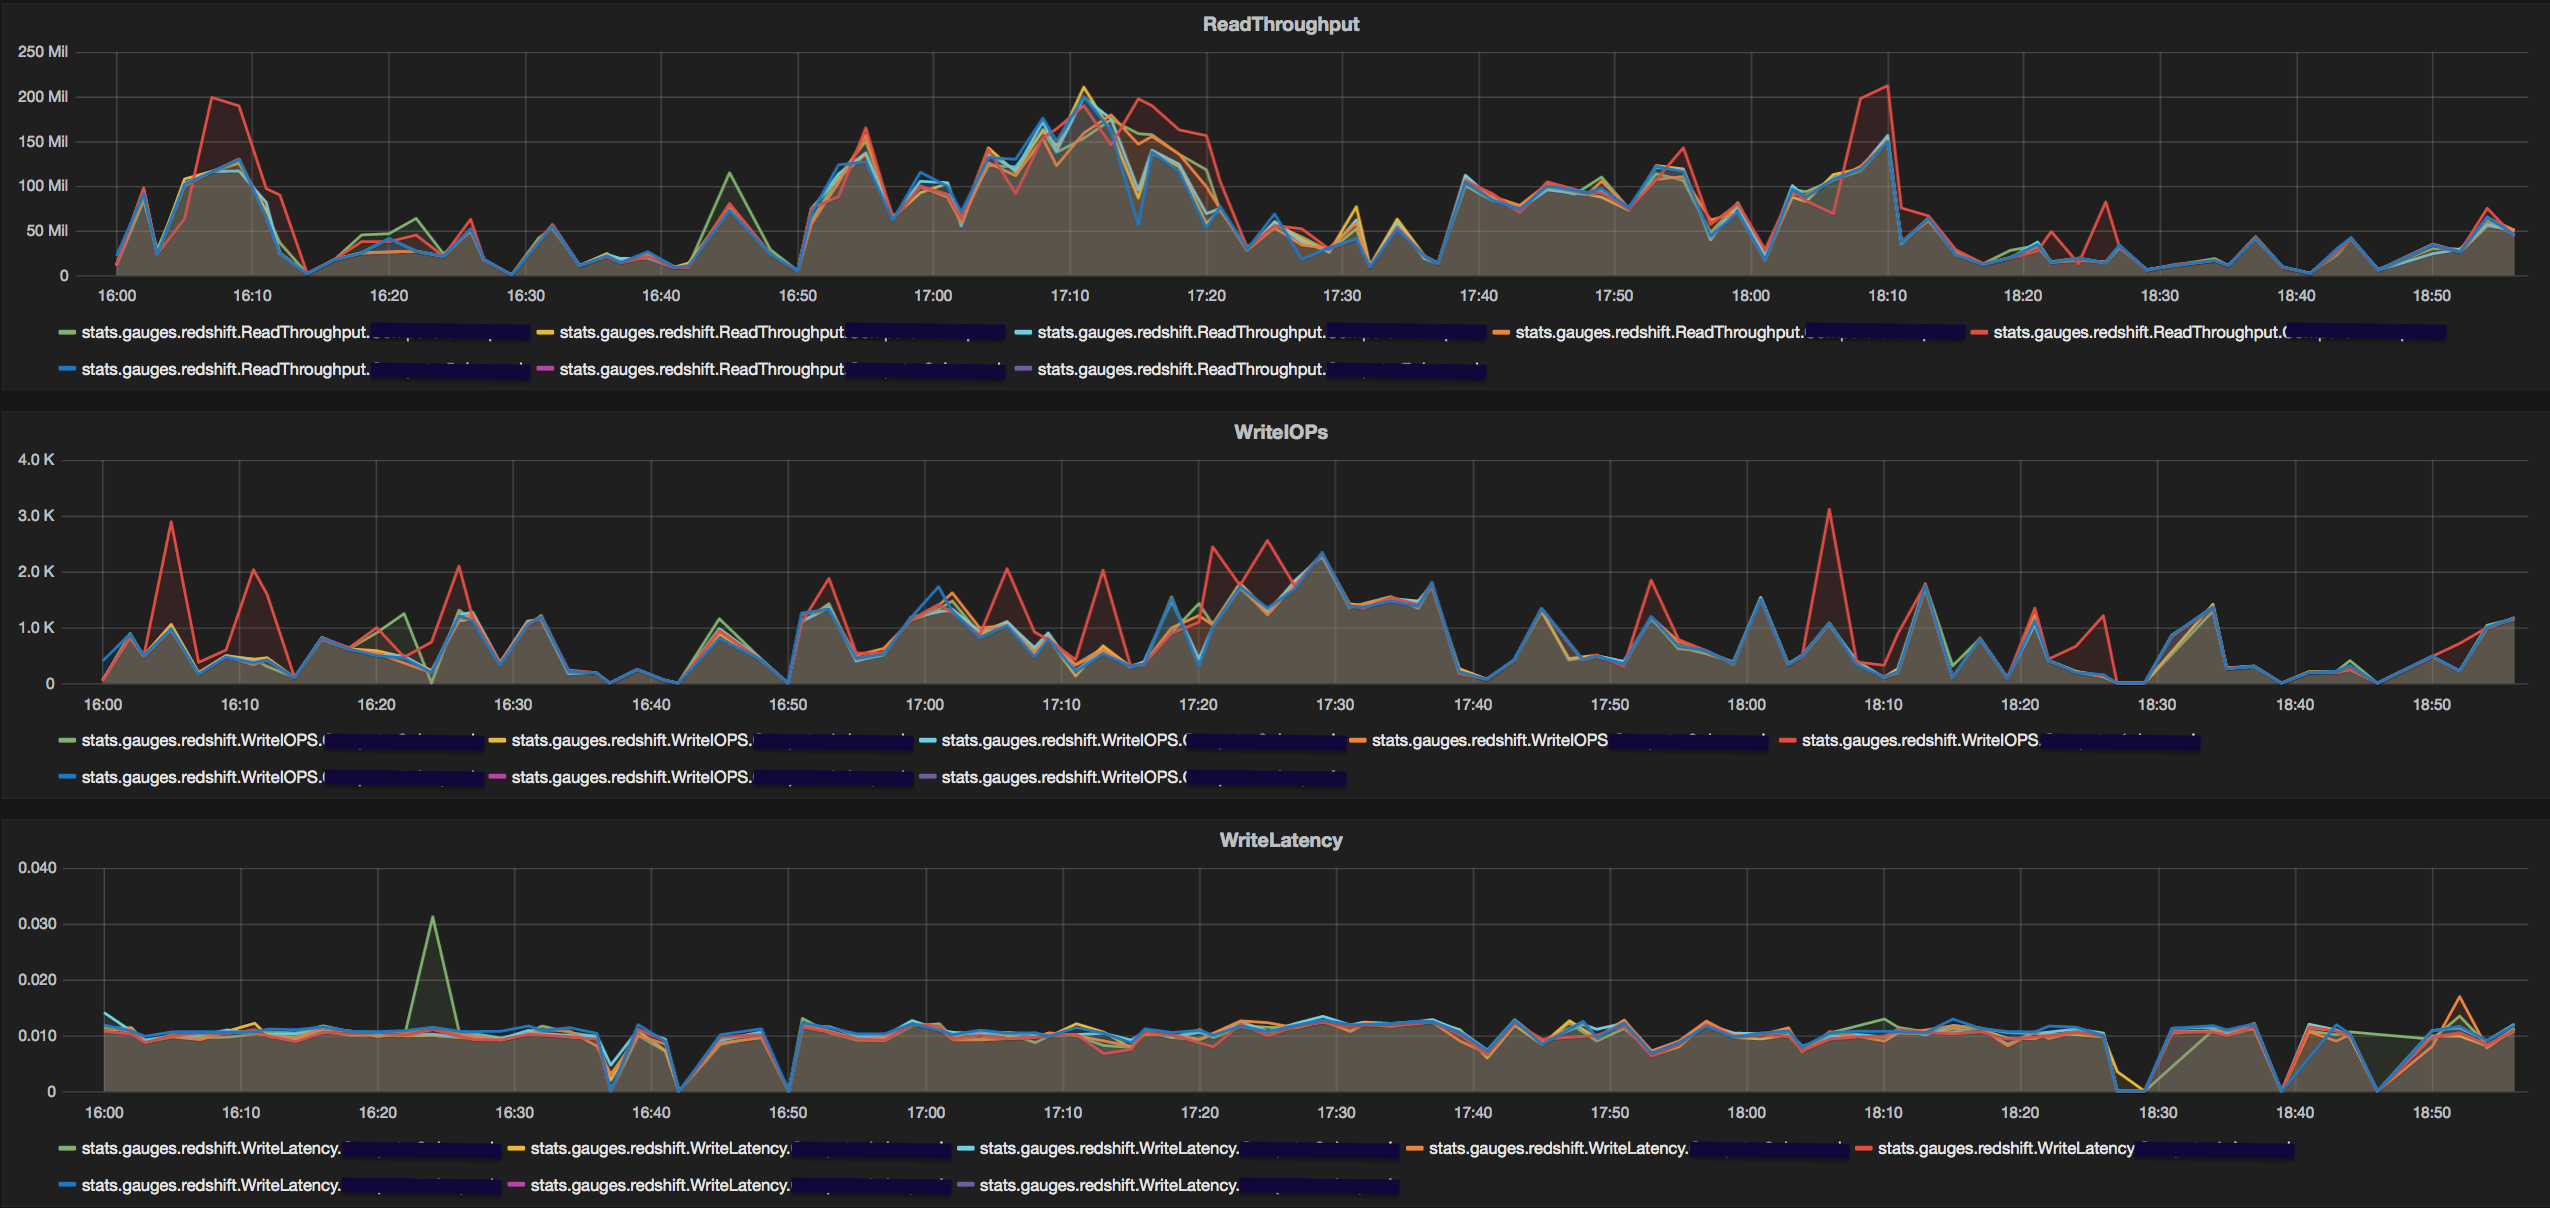 ReadThroughput
250 Mil
200 Mil
150 Mil
100 Mil
50 Mil
0
16:00 16:10 16:20 16:30 16:40 16:50 17:00 17:10 17:20 17:30 17:40 17:50 18:00 18:10 18:20 18:30 18:40 18:50
stats.gauges.redshift.ReadThroughput. stats.gauges.redshift.ReadThroughput. stats.gauges.redshift.ReadThroughput. stats.gauges.redshift.ReadThroughput. stats.gauges.redshift.ReadThroughput.
stats.gauges.redshift.ReadThroughput. stats.gauges.redshift.ReadThroughput. stats.gauges.redshift.ReadThroughput.
WriteIOPs
4.0 K
3.0 K
2.0 K
1.0 K
0
16:00 16:10 16:20 16:30 16:40 16:50 17:00 17:10 17:20 17:30 17:40 17:50 18:00 18:10 18:20 18:30 18:40 18:50
stats.gauges.redshift.WriteIOPS. stats.gauges.redshift.WriteIOPS. stats.gauges.redshift.WriteIOPS. stats.gauges.redshift.WriteIOPS stats.gauges.redshift.WriteIOPS.
stats.gauges.redshift.WriteIOPS. stats.gauges.redshift.WriteIOPS. stats.gauges.redshift.WriteIOPS.
WriteLatency
0.040
0.030
0.020
0.010
0
16:00 16:10 16:20 16:30 16:40 16:50 17:00 17:10 17:20 17:30 17:40 17:50 18:00 18:10 18:20 18:30 18:40 18:50
stats.gauges.redshift.WriteLatency. stats.gauges.redshift.WriteLatency. stats.gauges.redshift.WriteLatency. stats.gauges.redshift.WriteLatency. stats.gauges.redshift.WriteLatency
stats.gauges.redshift.WriteLatency. stats.gauges.redshift.WriteLatency. stats.gauges.redshift.WriteLatency.